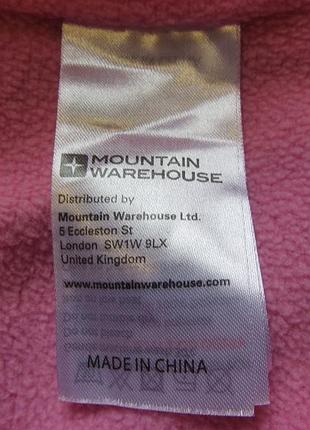 MOUNTAIN
WAREHOUSE
Distributed by
Mountain Warehouse Ltd.
5 Eccleston St
London SW1W 9LX
United Kingdom
www.mountainwarehouse.com
MADE IN CHINA